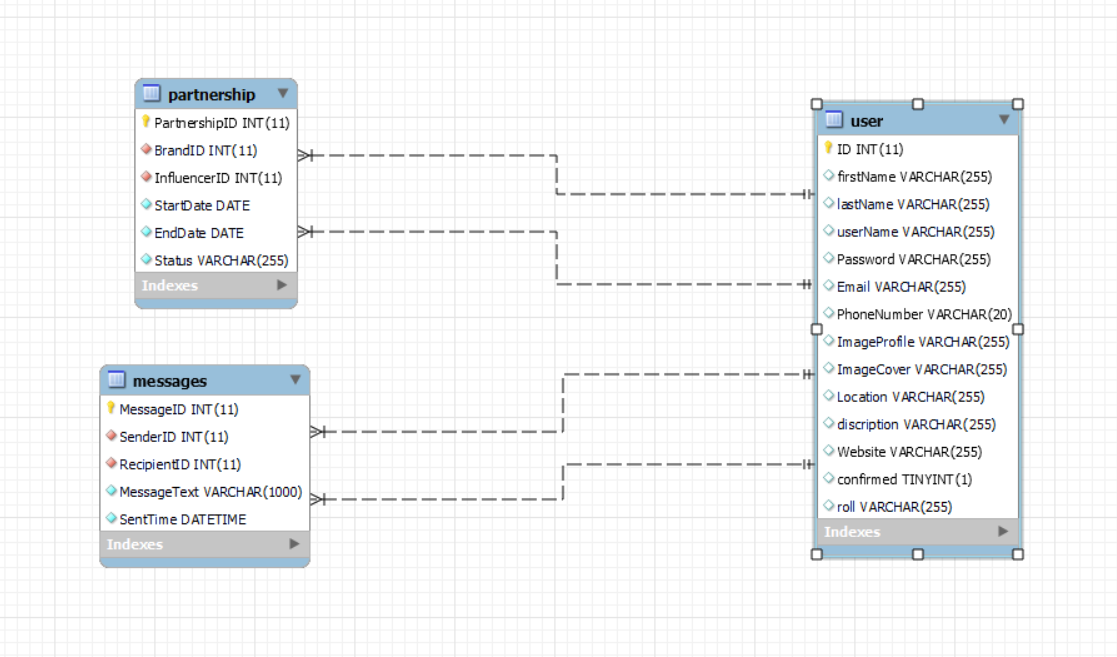 partnership
PartnershipID INT(11)
BrandID INT(11)
InfluencerID INT(11)
StartDate DATE
EndDate DATE
Status VARCHAR(255)
Indexes
messages
MessageID INT(11)
SenderID INT(11)
RecipientID INT(11)
MessageText VARCHAR(1000)
SentTime DATETIME
Indexes
user
ID INT(11)
firstName VARCHAR(255)
lastName VARCHAR(255)
userName VARCHAR(255)
Password VARCHAR(255)
Email VARCHAR(255)
PhoneNumber VARCHAR(20)
ImageProfile VARCHAR(255)
ImageCover VARCHAR(255)
Location VARCHAR(255)
discription VARCHAR(255)
Website VARCHAR(255)
confirmed TINYINT(1)
roll VARCHAR(255)
Indexes